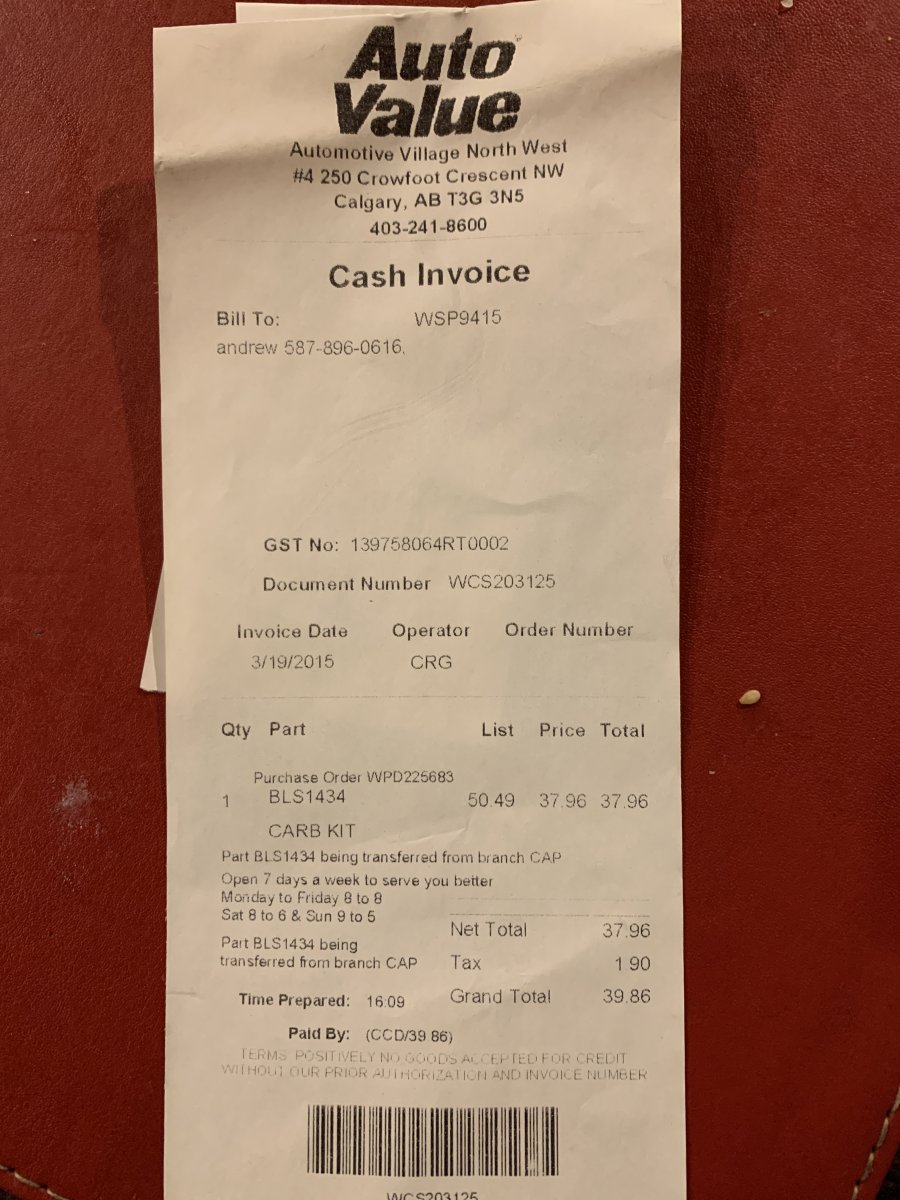 Auto
Value
Automotive Village North West
#4 250 Crowfoot Crescent NW
Calgary, AB T3G 3N5
403-241-8600
Cash Invoice
Bill To: WSP9415
andrew 587-896-0616,
GST No: 139758064RT0002
Document Number WCS203125
Invoice Date Operator Order Number
3/19/2015 CRG
Qty Part List Price Total
Purchase Order WPD225683
1 BLS1434 50.49 37.96 37.96
CARB KIT
Part BLS1434 being transferred from branch CAP
Open 7 days a week to serve you better
Monday to Friday 8 to 8
Sat 8 to 6 & Sun 9 to 5
Net Total 37.96
Part BLS1434 being
transferred from branch CAP
Tax 1 90
Time Prepared: 16:09 Grand Total 39.86
Paid By: (CCD/39 86)
TERMS POSITIVELY NO GOODS ACCEPTED FOR CREDIT
WITHOUT OUR PRIOR AUTHORIZATION AND INVOICE NUMBER
WCS203125